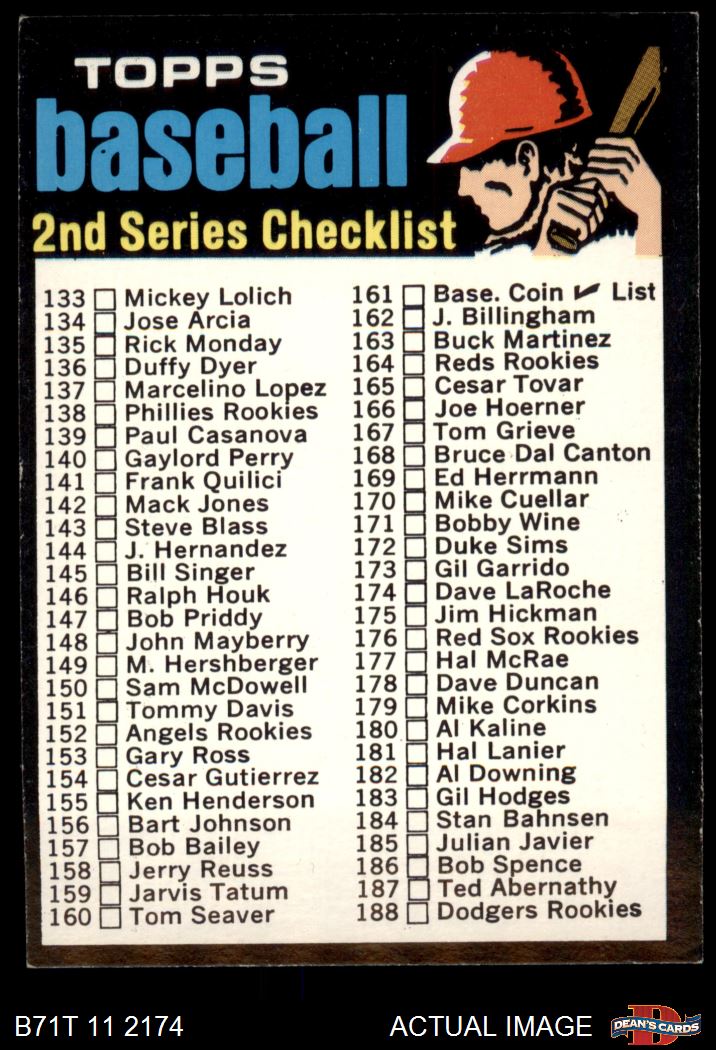 TOPPS
baseball
2nd Series Checklist
133 Mickey Lolich
134 Jose Arcia
135 Rick Monday
136 Duffy Dyer
137 Marcelino Lopez
138 Phillies Rookies
139 Paul Casanova
140 Gaylord Perry
141 Frank Quilici
142 Mack Jones
143 Steve Blass
144 J. Hernandez
145 Bill Singer
146 Ralph Houk
147 Bob Priddy
148 John Mayberry
149 M. Hershberger
150 Sam McDowell
151 Tommy Davis
152 Angels Rookies
153 Gary Ross
154 Cesar Gutierrez
155 Ken Henderson
156 Bart Johnson
157 Bob Bailey
158 Jerry Reuss
159 Jarvis Tatum
160 Tom Seaver
161 Base. Coin ✓ List
162 J. Billingham
163 Buck Martinez
164 Reds Rookies
165 Cesar Tovar
166 Joe Hoerner
167 Tom Grieve
168 Bruce Dal Canton
169 Ed Herrmann
170 Mike Cuellar
171 Bobby Wine
172 Duke Sims
173 Gil Garrido
174 Dave LaRoche
175 Jim Hickman
176 Red Sox Rookies
177 Hal McRae
178 Dave Duncan
179 Mike Corkins
180 Al Kaline
181 Hal Lanier
182 Al Downing
183 Gil Hodges
184 Stan Bahnsen
185 Julian Javier
186 Bob Spence
187 Ted Abernathy
188 Dodgers Rookies
B71T 11 2174
ACTUAL IMAGE
D
DEAN'S CARDS